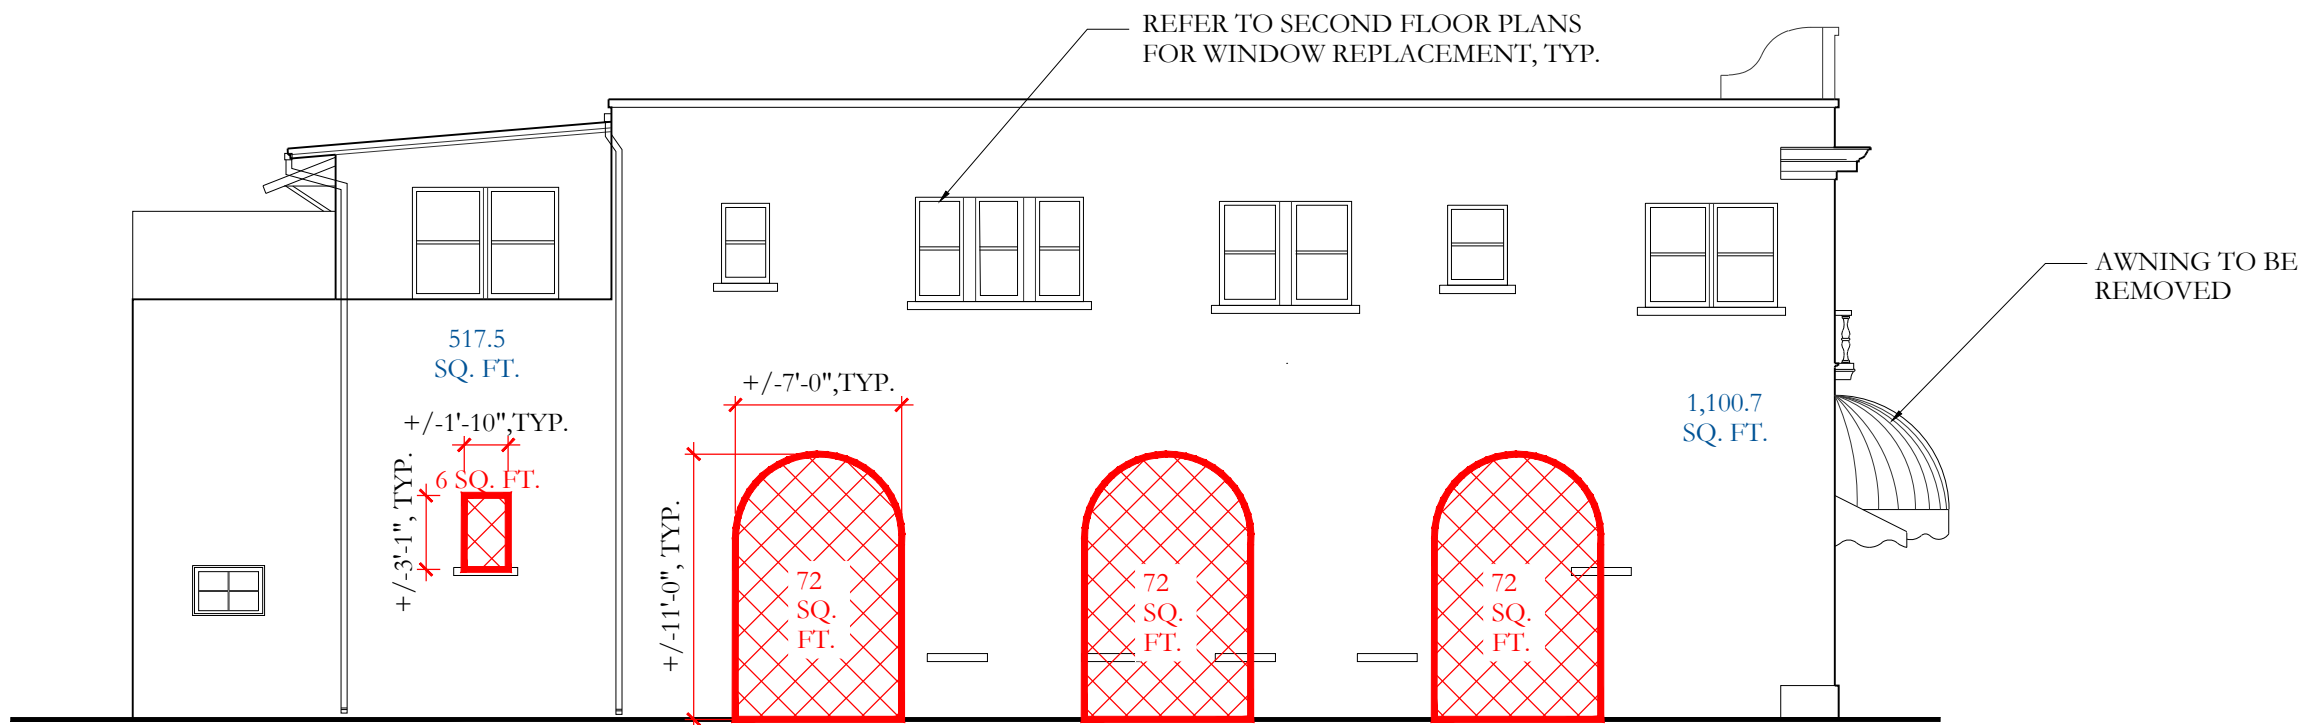 REFER TO SECOND FLOOR PLANS
FOR WINDOW REPLACEMENT, TYP.
AWNING TO BE
REMOVED
517.5
SQ. FT.
+/-7'-0",TYP.
1,100.7
SQ. FT.
+/-1'-10",TYP.
6 SQ. FT.
+/-3'-1", TYP.
+/-11'-0", TYP.
72
SQ.
FT.
72
SQ.
FT.
72
SQ.
FT.